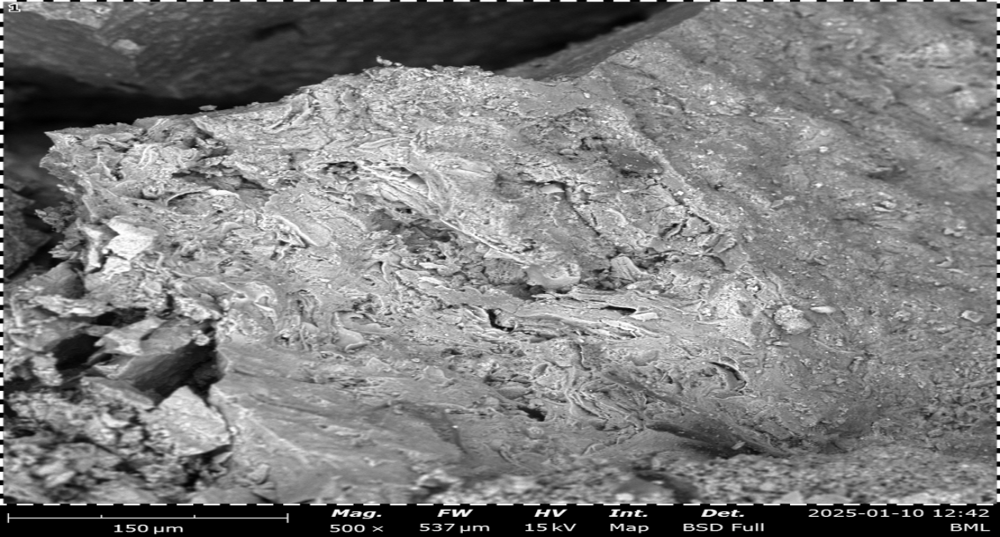 1
Mag. FW HV Int. Det. 2025-01-10 12:42
150 µm 500 x 537 µm 15 kV Map BSD Full BML